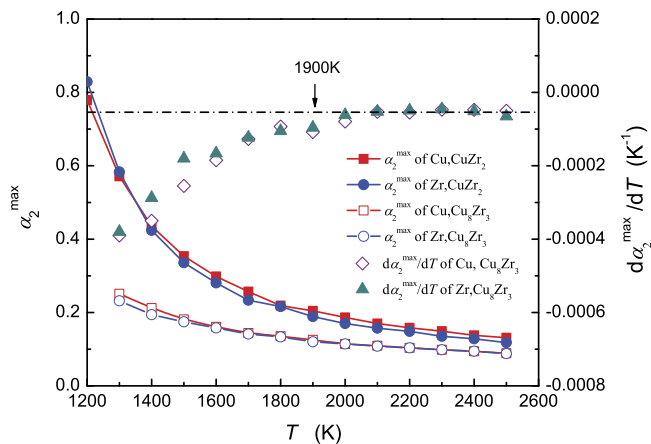 1.0
0.8
0.6
0.4
0.2
0.0
α₂ᵐᵃˣ
1900K
α₂ᵐᵃˣ of Cu,CuZr₂
α₂ᵐᵃˣ of Zr,CuZr₂
α₂ᵐᵃˣ of Cu,Cu₈Zr₃
α₂ᵐᵃˣ of Zr,Cu₈Zr₃
dα₂ᵐᵃˣ/dT of Cu, Cu₈Zr₃
dα₂ᵐᵃˣ/dT of Zr,Cu₈Zr₃
0.0002
0.0000
-0.0002
-0.0004
-0.0006
-0.0008
dα₂ᵐᵃˣ/dT (K⁻¹)
1200 1400 1600 1800 2000 2200 2400 2600
T (K)